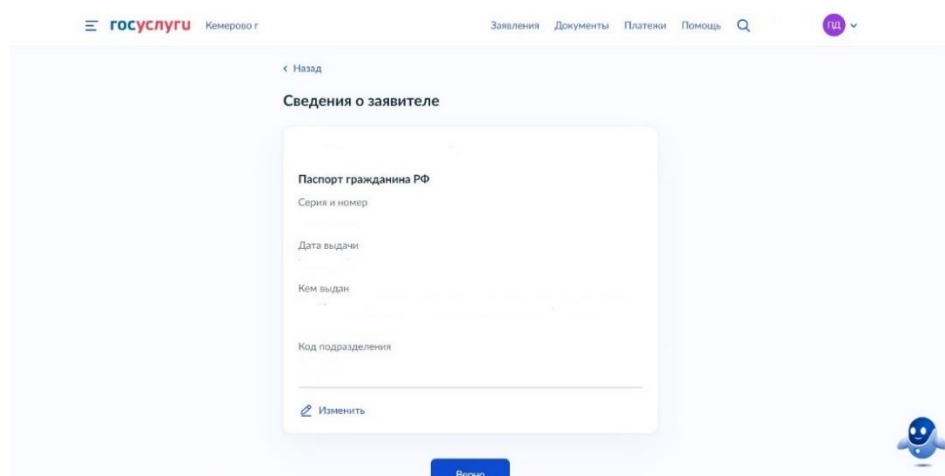 госуслуги Кемерово г Заявления Документы Платежи Помощь ПД
Назад
Сведения о заявителе
Паспорт гражданина РФ
Серия и номер
Дата выдачи
Кем выдан
Код подразделения
Изменить
Верно